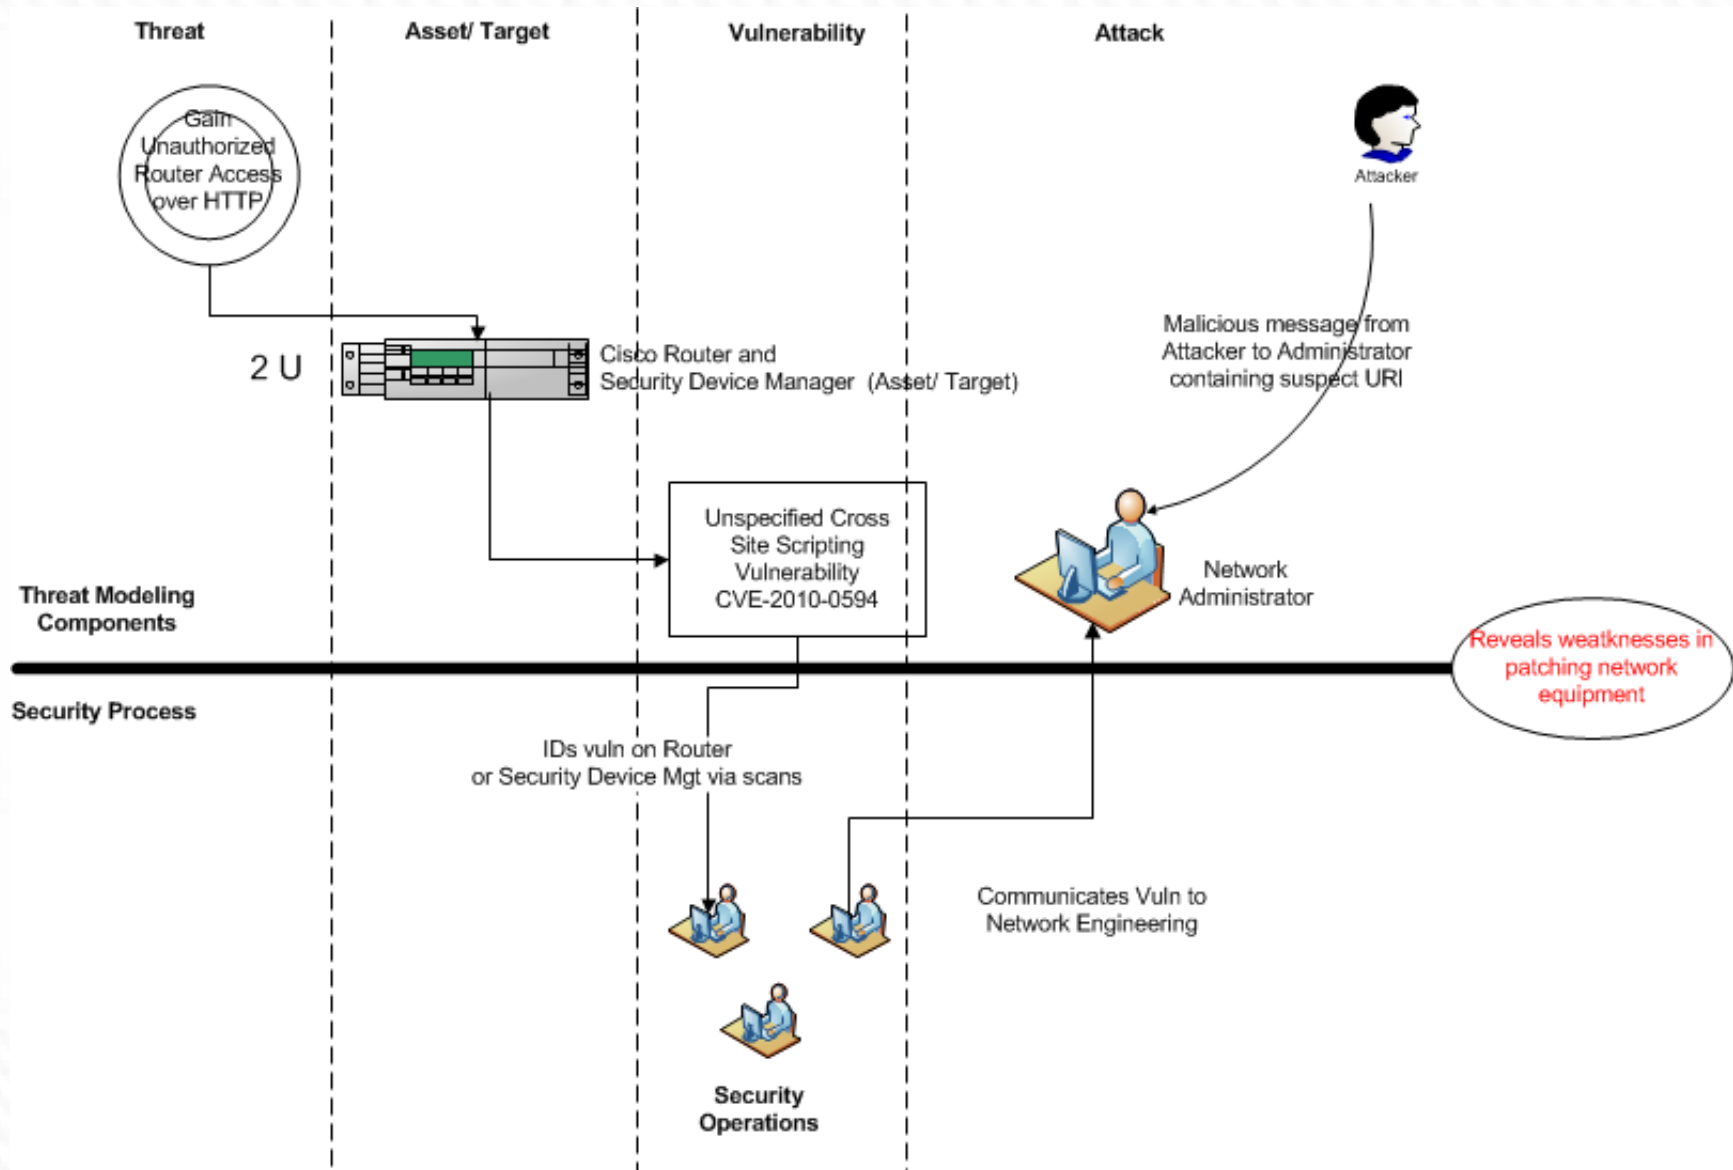 Threat
Asset/ Target
Vulnerability
Attack
Gain
Unauthorized
Router Access
over HTTP
Attacker
2 U
Cisco Router and
Security Device Manager (Asset/ Target)
Malicious message from
Attacker to Administrator
containing suspect URI
Unspecified Cross
Site Scripting
Vulnerability
CVE-2010-0594
Network
Administrator
Threat Modeling
Components
Reveals weatknesses in
patching network
equipment
Security Process
IDs vuln on Router
or Security Device Mgt via scans
Communicates Vuln to
Network Engineering
Security
Operations